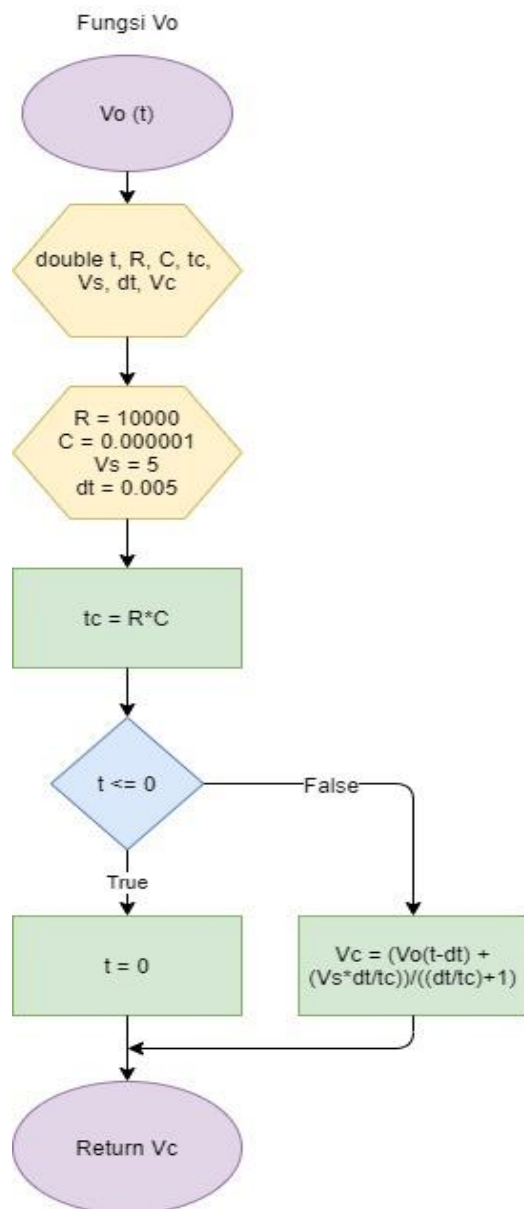 Fungsi Vo
Vo (t)
double t, R, C, tc,
Vs, dt, Vc
R = 10000
C = 0.000001
Vs = 5
dt = 0.005
tc = R*C
t <= 0
False
True
t = 0
Vc = (Vo(t-dt) +
(Vs*dt/tc))/((dt/tc)+1)
Return Vc